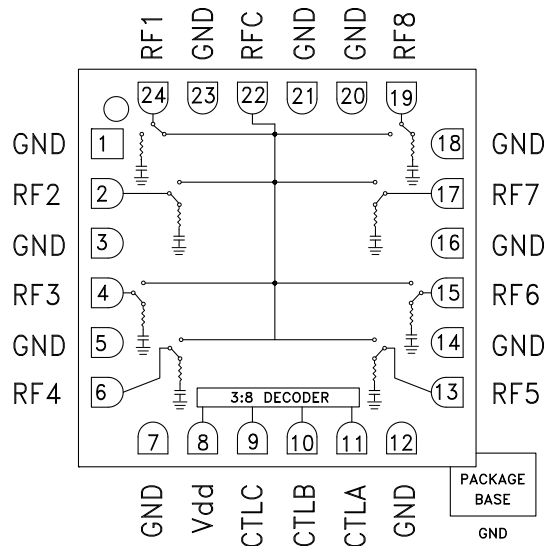 RF1 GND RFC GND GND RF8
24 23 22 21 20 19
GND 1 18 GND
RF2 2 17 RF7
GND 3 16 GND
RF3 4 15 RF6
GND 5 14 GND
RF4 6 13 RF5
3:8 DECODER
7 8 9 10 11 12
GND Vdd CTLC CTLB CTLA GND
PACKAGE
BASE
GND